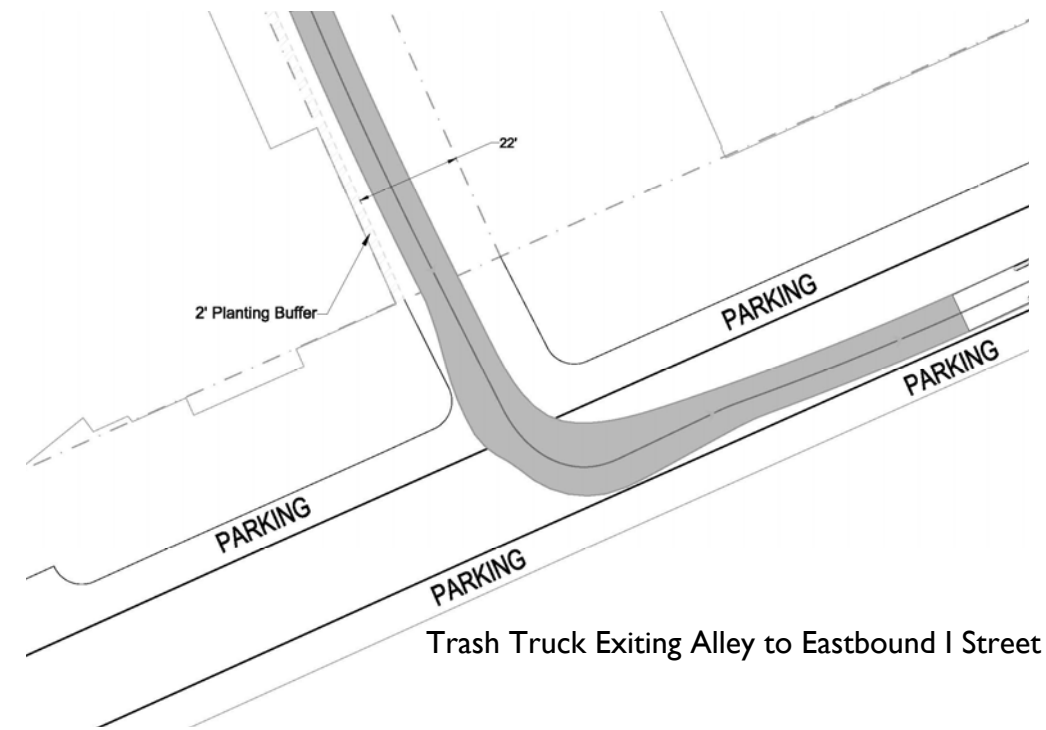 22'
2' Planting Buffer
PARKING
PARKING
PARKING
PARKING
Trash Truck Exiting Alley to Eastbound I Street